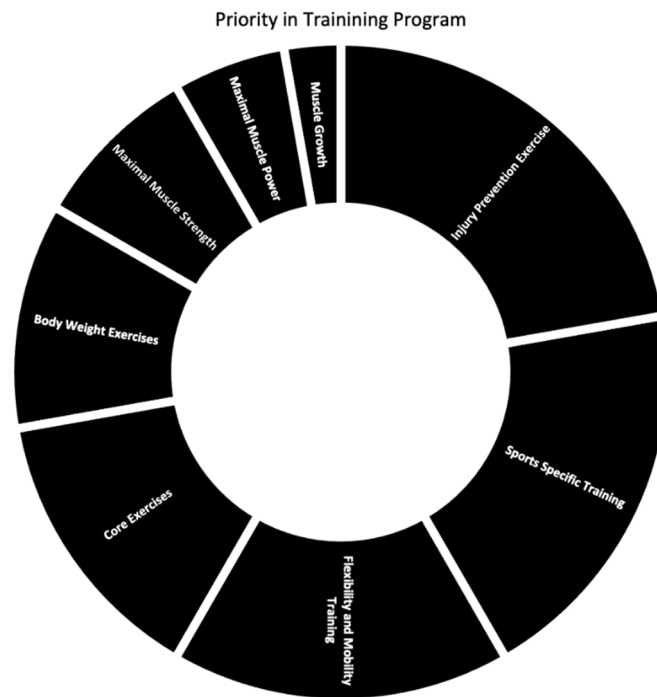 Priority in Trainining Program
Injury Prevention Exercise
Sports Specific Training
Flexibility and Mobility
Training
Core Exercises
Body Weight Exercises
Maximal Muscle Strength
Maximal Muscle Power
Muscle Growth